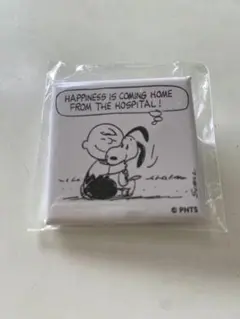 HAPPINESS IS COMING HOME
FROM THE HOSPITAL!
© PNTS